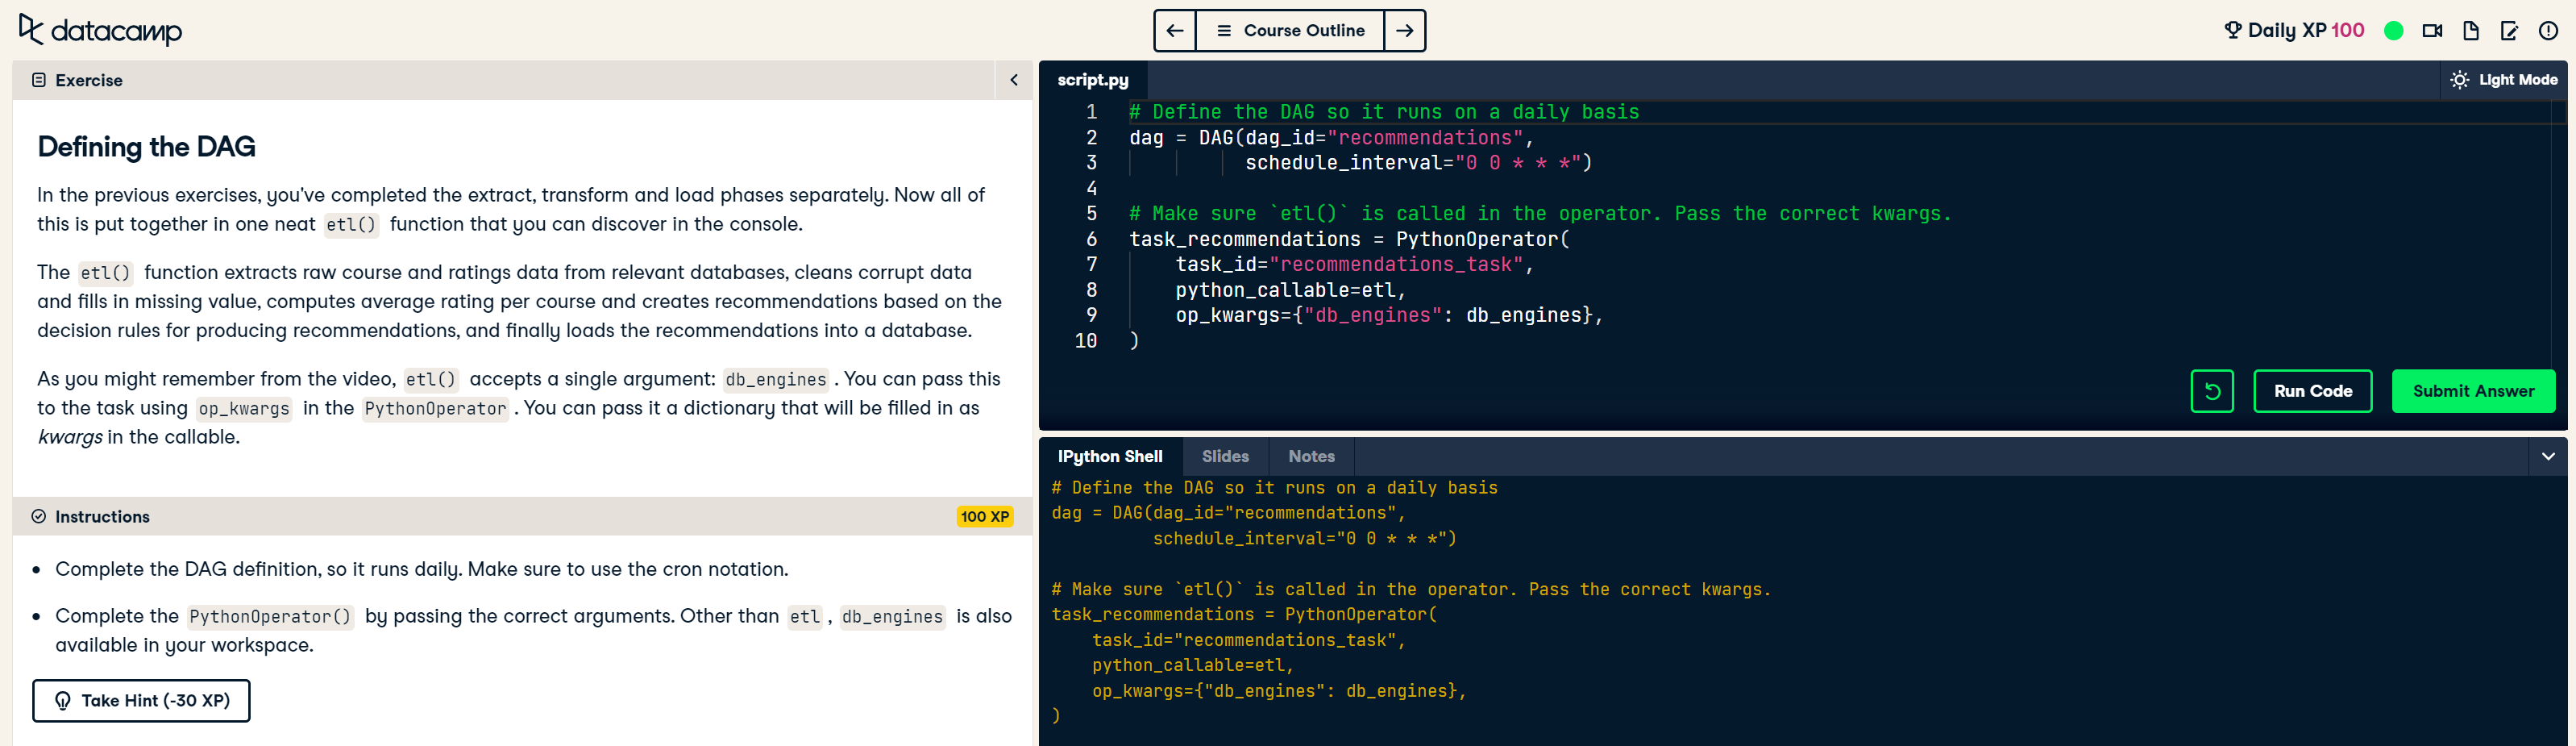 datacamp
Course Outline
Daily XP 100
Exercise
Defining the DAG
In the previous exercises, you've completed the extract, transform and load phases separately. Now all of
this is put together in one neat etl() function that you can discover in the console.
The etl() function extracts raw course and ratings data from relevant databases, cleans corrupt data
and fills in missing value, computes average rating per course and creates recommendations based on the
decision rules for producing recommendations, and finally loads the recommendations into a database.
As you might remember from the video, etl() accepts a single argument: db_engines . You can pass this
to the task using op_kwargs in the PythonOperator . You can pass it a dictionary that will be filled in as
kwargs in the callable.
Instructions
100 XP
Complete the DAG definition, so it runs daily. Make sure to use the cron notation.
Complete the PythonOperator() by passing the correct arguments. Other than etl , db_engines is also
available in your workspace.
Take Hint (-30 XP)
script.py
Light Mode
1 # Define the DAG so it runs on a daily basis
2 dag = DAG(dag_id="recommendations",
3           schedule_interval="0 0 * * *")
4
5 # Make sure `etl()` is called in the operator. Pass the correct kwargs.
6 task_recommendations = PythonOperator(
7     task_id="recommendations_task",
8     python_callable=etl,
9     op_kwargs={"db_engines": db_engines},
10 )
Run Code
Submit Answer
IPython Shell
Slides
Notes
# Define the DAG so it runs on a daily basis
dag = DAG(dag_id="recommendations",
          schedule_interval="0 0 * * *")
# Make sure `etl()` is called in the operator. Pass the correct kwargs.
task_recommendations = PythonOperator(
    task_id="recommendations_task",
    python_callable=etl,
    op_kwargs={"db_engines": db_engines},
)